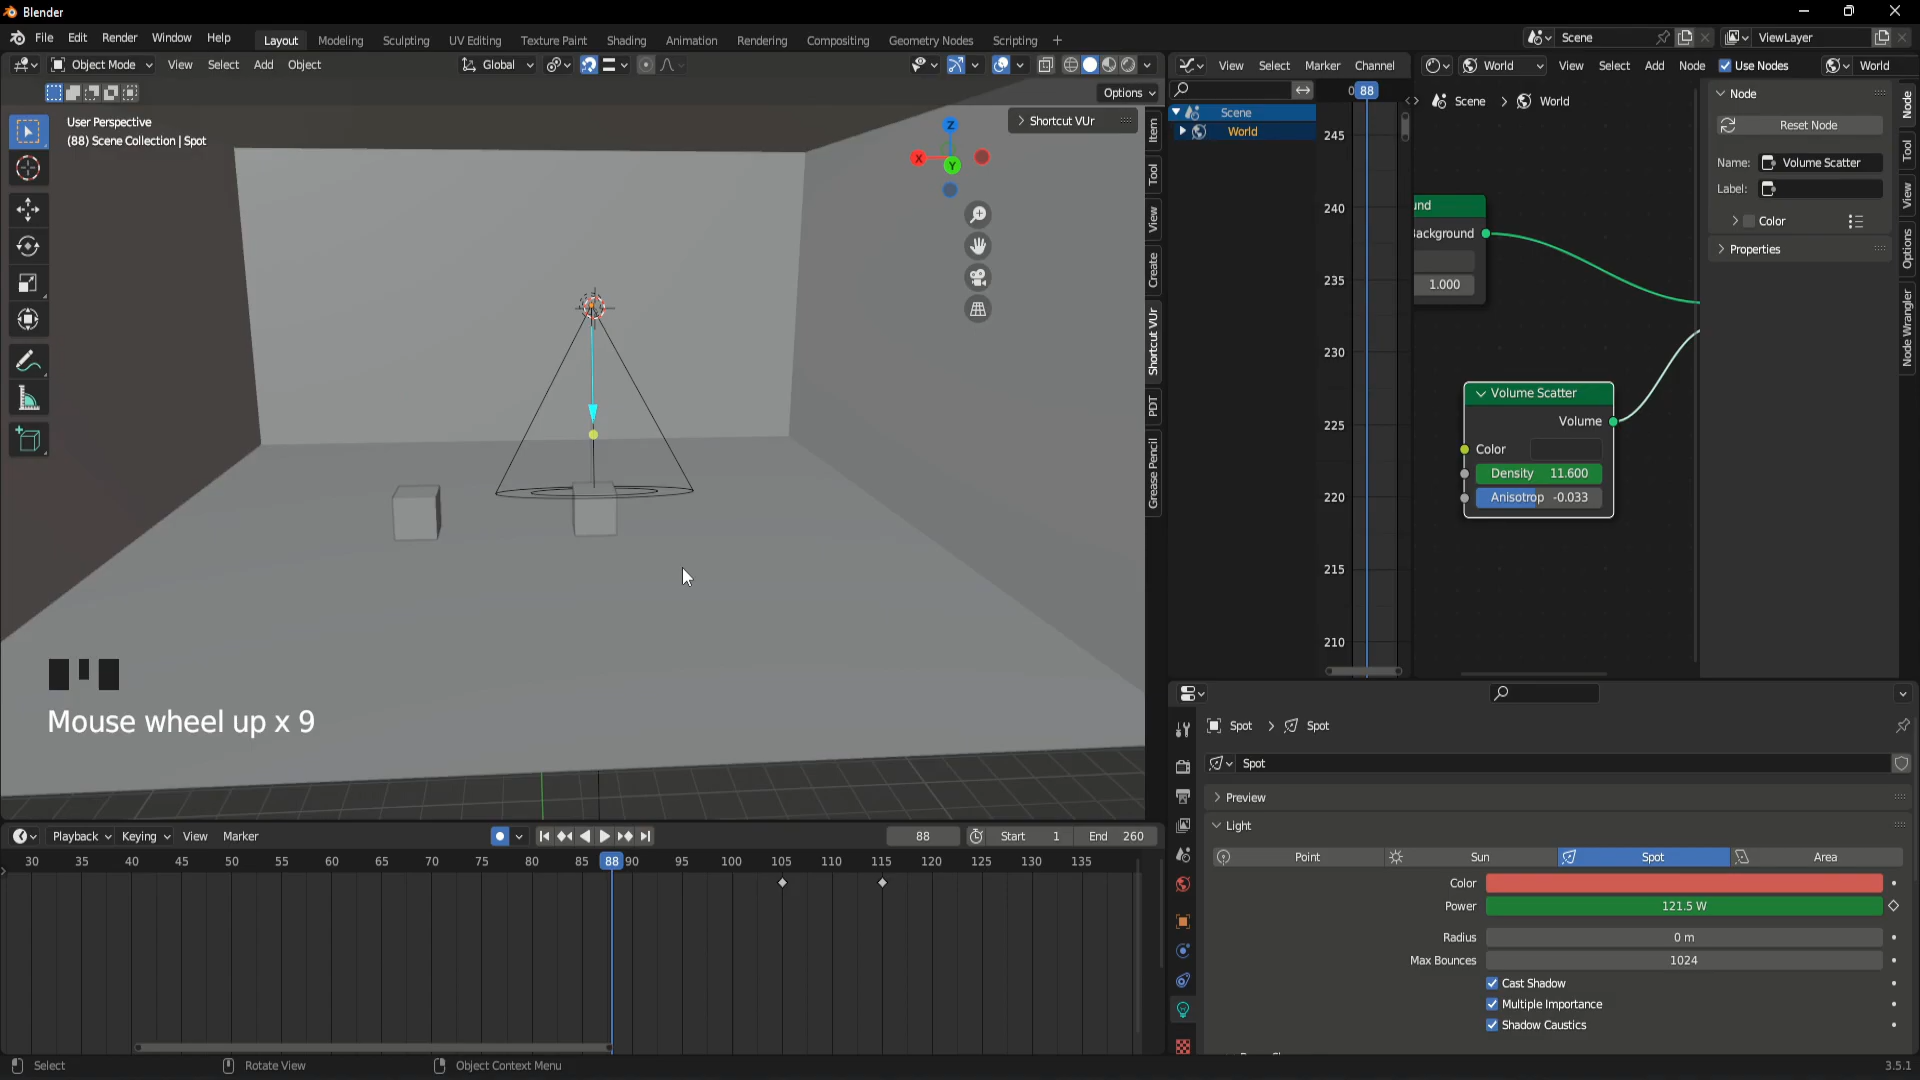 Blender
File Edit Render Window Help
Layout Modeling Sculpting UV Editing Texture Paint Shading Animation Rendering Compositing Geometry Nodes Scripting +
Scene
ViewLayer
Object Mode View Select Add Object
Global
Options
User Perspective
(88) Scene Collection | Spot
Shortcut VUr
Z
X
Y
Item
Tool
View
Create
Shortcut VUr
PDT
Grease Pencil
Mouse wheel up x 9
View Select Marker Channel
Scene
World
0 88
245
240
235
230
225
220
215
210
World View Select Add Node Use Nodes World
Scene > World
und
Background
1.000
Volume Scatter
Volume
Color
Density 11.600
Anisotrop -0.033
Node
Reset Node
Name: Volume Scatter
Label:
Color
Properties
Node
Tool
View
Options
Node Wrangler
Spot > Spot
Spot
Preview
Light
Point Sun Spot Area
Color
Power 121.5 W
Radius 0 m
Max Bounces 1024
Cast Shadow
Multiple Importance
Shadow Caustics
Playback Keying View Marker
88 Start 1 End 260
30 35 40 45 50 55 60 65 70 75 80 85 88 90 95 100 105 110 115 120 125 130 135
Select Rotate View Object Context Menu
3.5.1